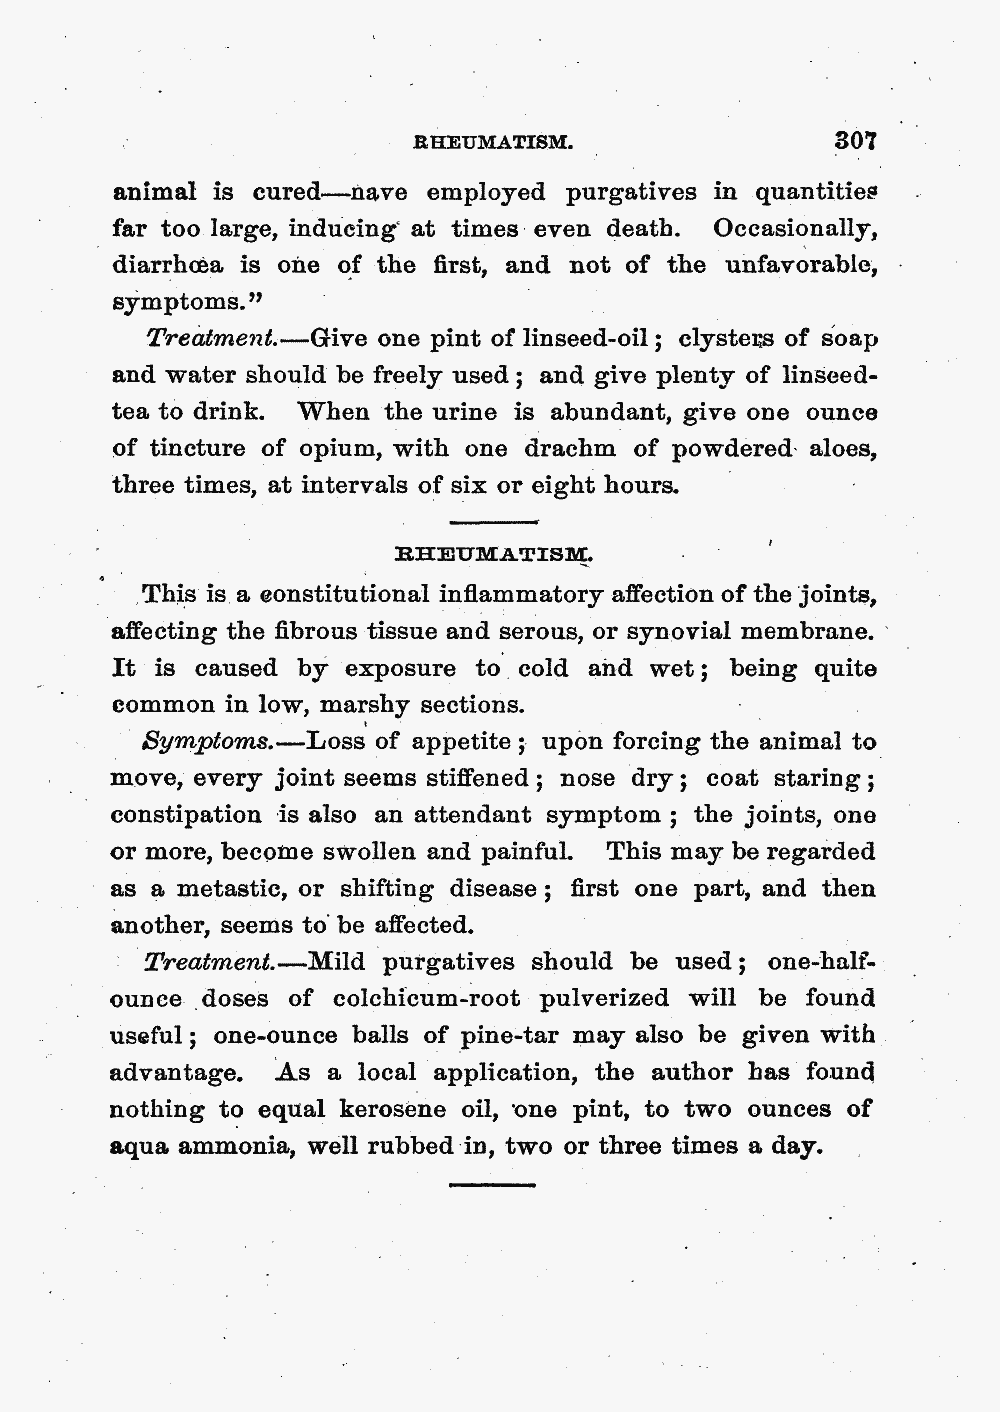 RHEUMATISM. 307
animal is cured—have employed purgatives in quantities
far too large, inducing at times even death. Occasionally,
diarrhœa is one of the first, and not of the unfavorable,
symptoms.”
Treatment.—Give one pint of linseed-oil; clysters of soap
and water should be freely used; and give plenty of linseed-
tea to drink. When the urine is abundant, give one ounce
of tincture of opium, with one drachm of powdered aloes,
three times, at intervals of six or eight hours.
RHEUMATISM.
This is a constitutional inflammatory affection of the joints,
affecting the fibrous tissue and serous, or synovial membrane.
It is caused by exposure to cold and wet; being quite
common in low, marshy sections.
Symptoms.—Loss of appetite; upon forcing the animal to
move, every joint seems stiffened; nose dry; coat staring;
constipation is also an attendant symptom; the joints, one
or more, become swollen and painful. This may be regarded
as a metastic, or shifting disease; first one part, and then
another, seems to be affected.
Treatment.—Mild purgatives should be used; one-half-
ounce doses of colchicum-root pulverized will be found
useful; one-ounce balls of pine-tar may also be given with
advantage. As a local application, the author has found
nothing to equal kerosene oil, one pint, to two ounces of
aqua ammonia, well rubbed in, two or three times a day.